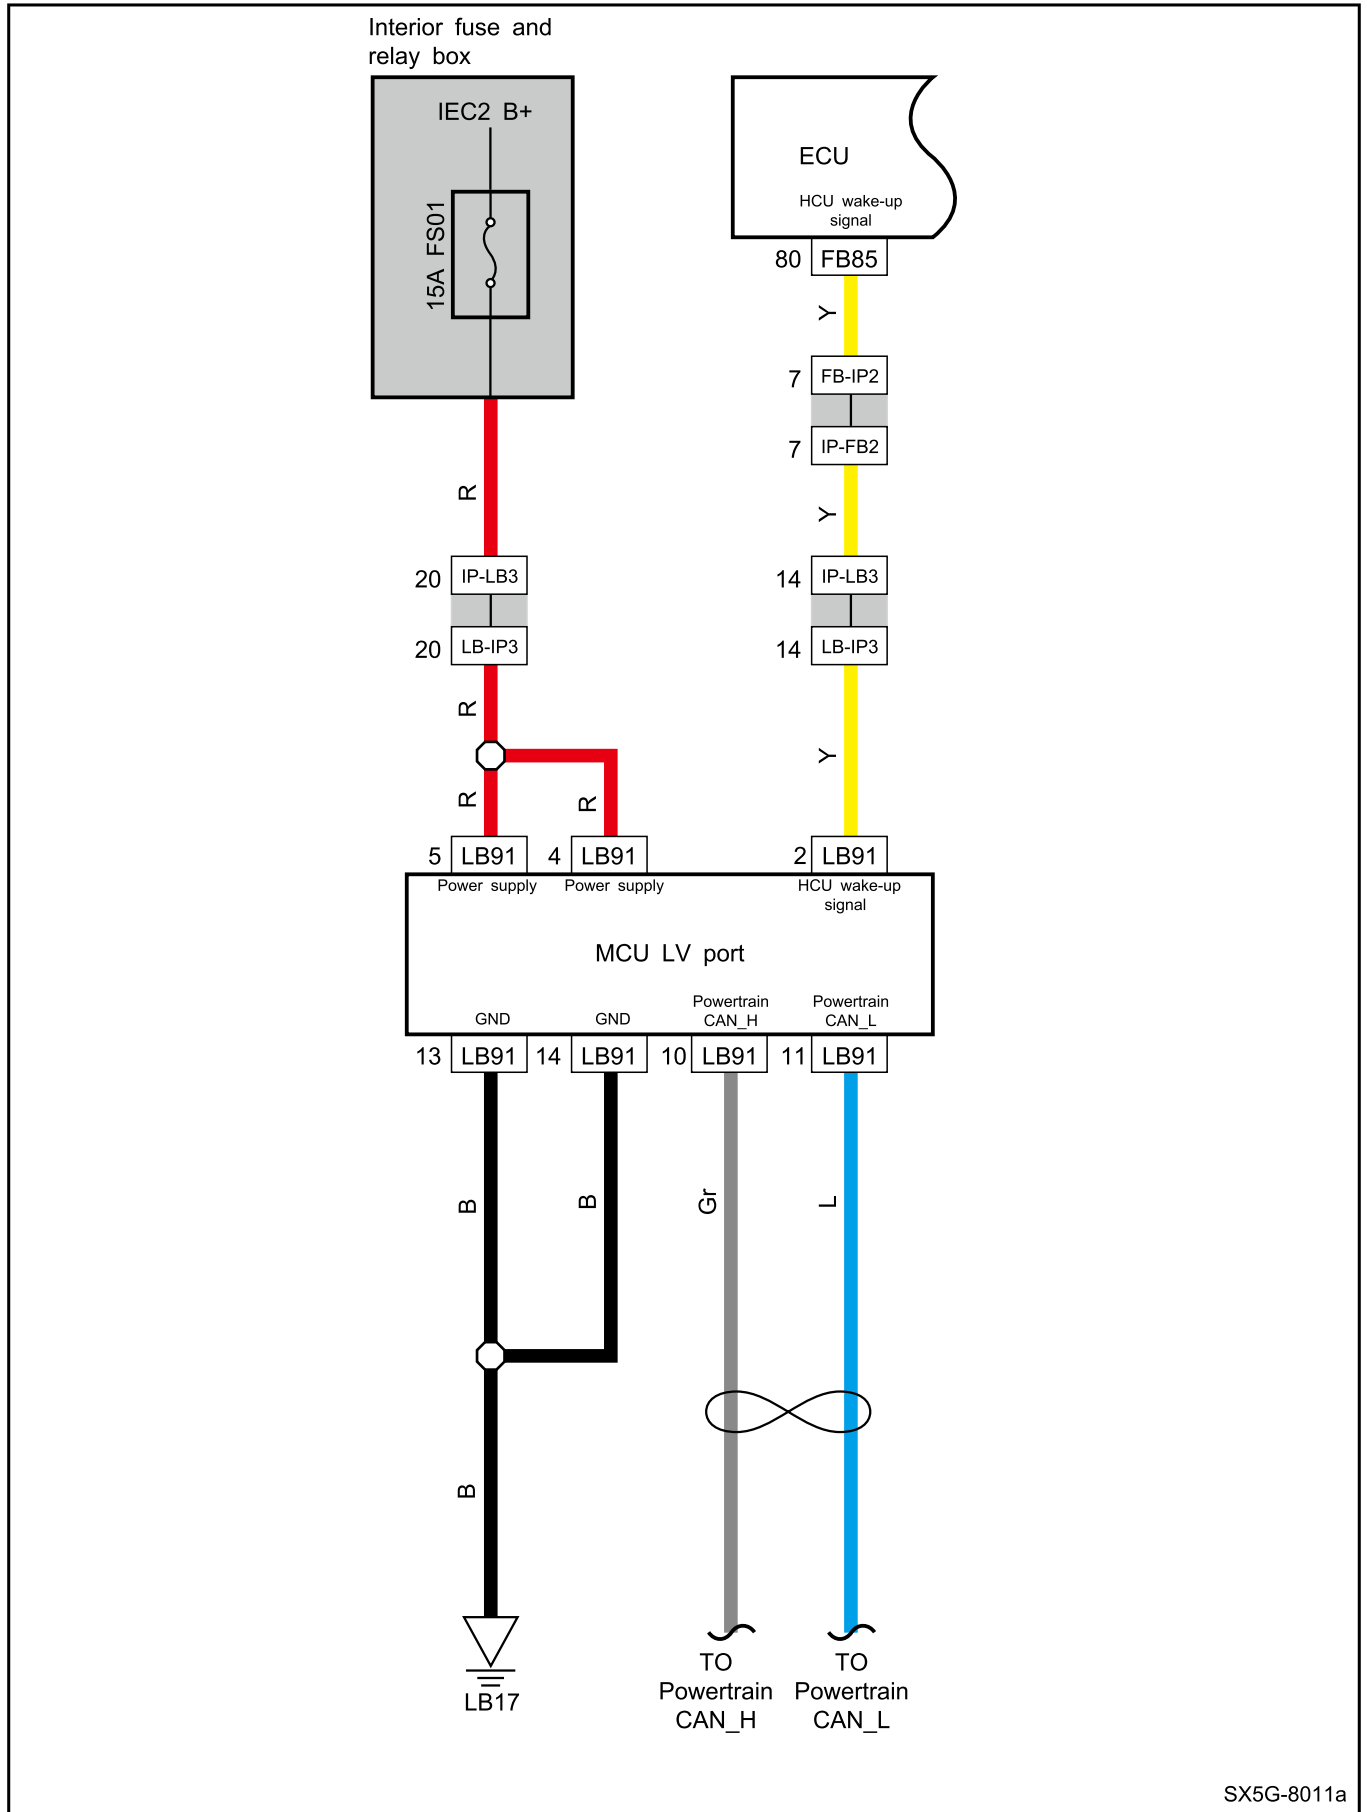 Interior fuse and
relay box
IEC2 B+
15A FS01
ECU
HCU wake-up
signal
80 FB85
Y
7 FB-IP2
7 IP-FB2
R
Y
20 IP-LB3
14 IP-LB3
20 LB-IP3
14 LB-IP3
R
Y
R
R
5 LB91
4 LB91
2 LB91
Power supply
Power supply
HCU wake-up
signal
MCU LV port
GND
GND
Powertrain
CAN_H
Powertrain
CAN_L
13 LB91
14 LB91
10 LB91
11 LB91
B
B
Gr
L
B
LB17
TO
Powertrain
CAN_H
TO
Powertrain
CAN_L
SX5G-8011a